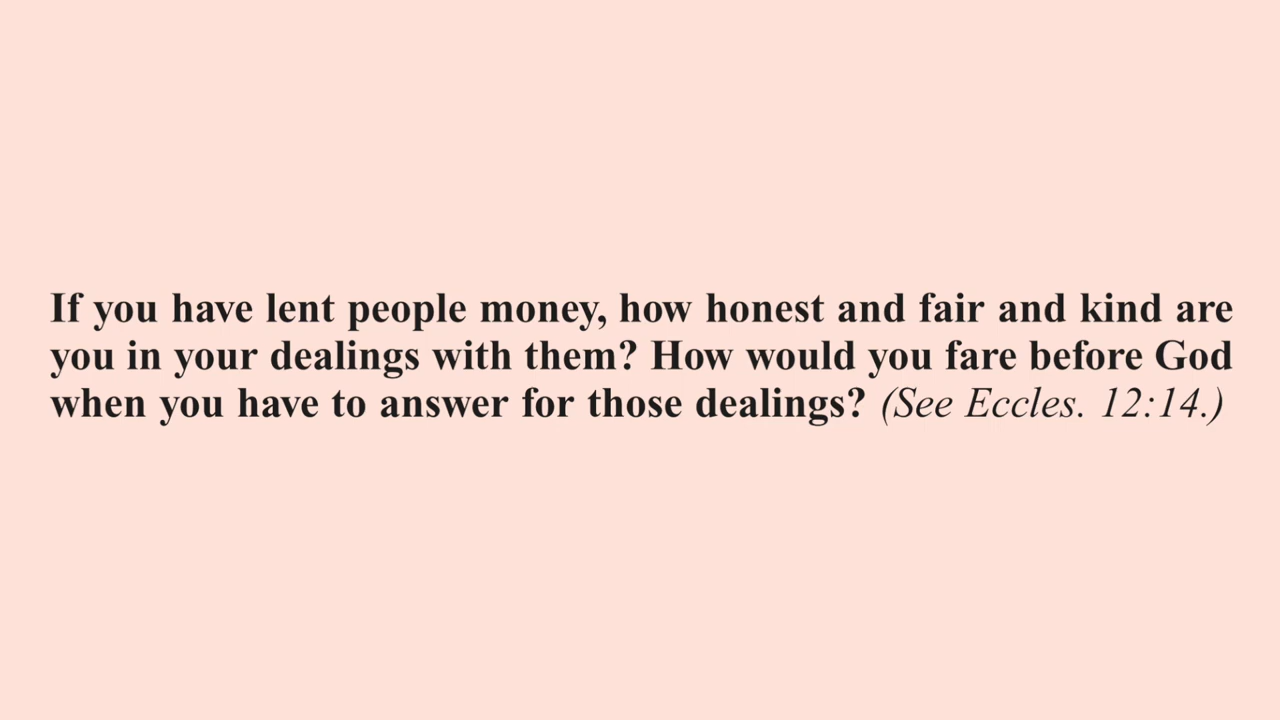 If you have lent people money, how honest and fair and kind are
you in your dealings with them? How would you fare before God
when you have to answer for those dealings? (See Eccles. 12:14.)